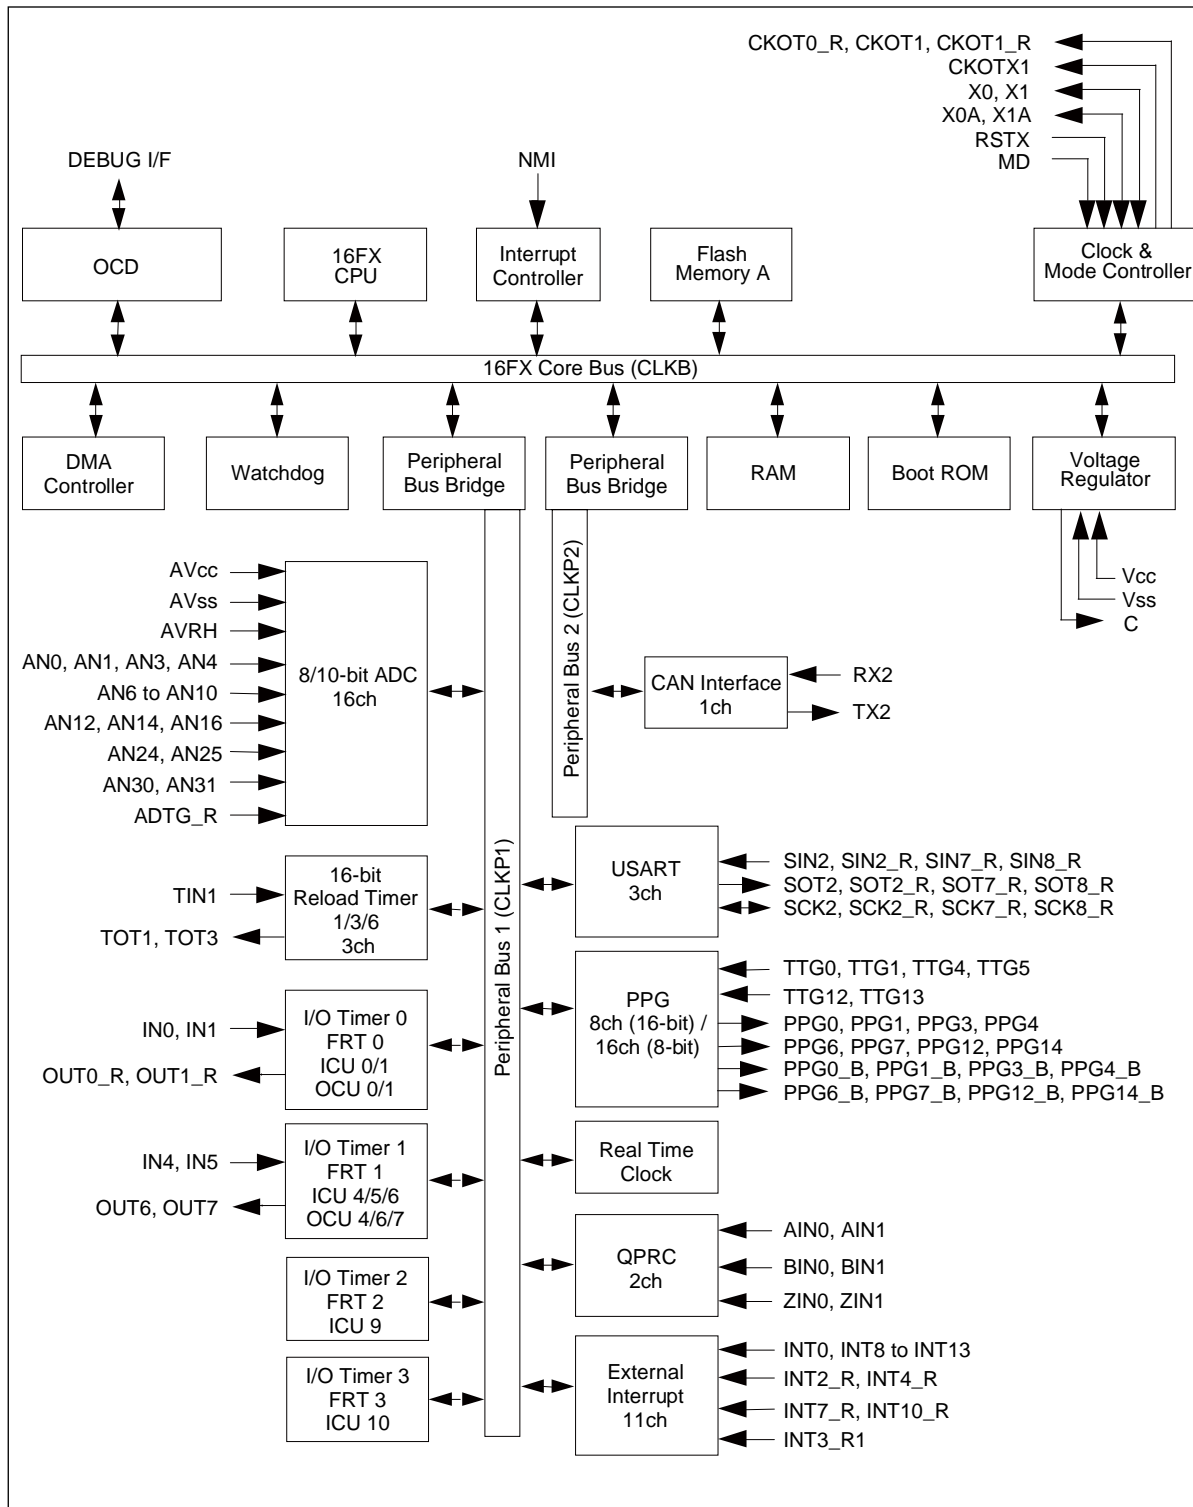 CKOT0_R, CKOT1, CKOT1_R
CKOTX1
X0, X1
X0A, X1A
RSTX
MD
DEBUG I/F
NMI
OCD
16FX
CPU
Interrupt
Controller
Flash
Memory A
Clock &
Mode Controller
16FX Core Bus (CLKB)
DMA
Controller
Watchdog
Peripheral
Bus Bridge
Peripheral
Bus Bridge
RAM
Boot ROM
Voltage
Regulator
Vcc
Vss
C
Peripheral Bus 1 (CLKP1)
Peripheral Bus 2 (CLKP2)
AVcc
AVss
AVRH
AN0, AN1, AN3, AN4
AN6 to AN10
AN12, AN14, AN16
AN24, AN25
AN30, AN31
ADTG_R
8/10-bit ADC
16ch
CAN Interface
1ch
RX2
TX2
TIN1
TOT1, TOT3
16-bit
Reload Timer
1/3/6
3ch
USART
3ch
SIN2, SIN2_R, SIN7_R, SIN8_R
SOT2, SOT2_R, SOT7_R, SOT8_R
SCK2, SCK2_R, SCK7_R, SCK8_R
IN0, IN1
OUT0_R, OUT1_R
I/O Timer 0
FRT 0
ICU 0/1
OCU 0/1
PPG
8ch (16-bit) /
16ch (8-bit)
TTG0, TTG1, TTG4, TTG5
TTG12, TTG13
PPG0, PPG1, PPG3, PPG4
PPG6, PPG7, PPG12, PPG14
PPG0_B, PPG1_B, PPG3_B, PPG4_B
PPG6_B, PPG7_B, PPG12_B, PPG14_B
IN4, IN5
OUT6, OUT7
I/O Timer 1
FRT 1
ICU 4/5/6
OCU 4/6/7
Real Time
Clock
I/O Timer 2
FRT 2
ICU 9
QPRC
2ch
AIN0, AIN1
BIN0, BIN1
ZIN0, ZIN1
I/O Timer 3
FRT 3
ICU 10
External
Interrupt
11ch
INT0, INT8 to INT13
INT2_R, INT4_R
INT7_R, INT10_R
INT3_R1